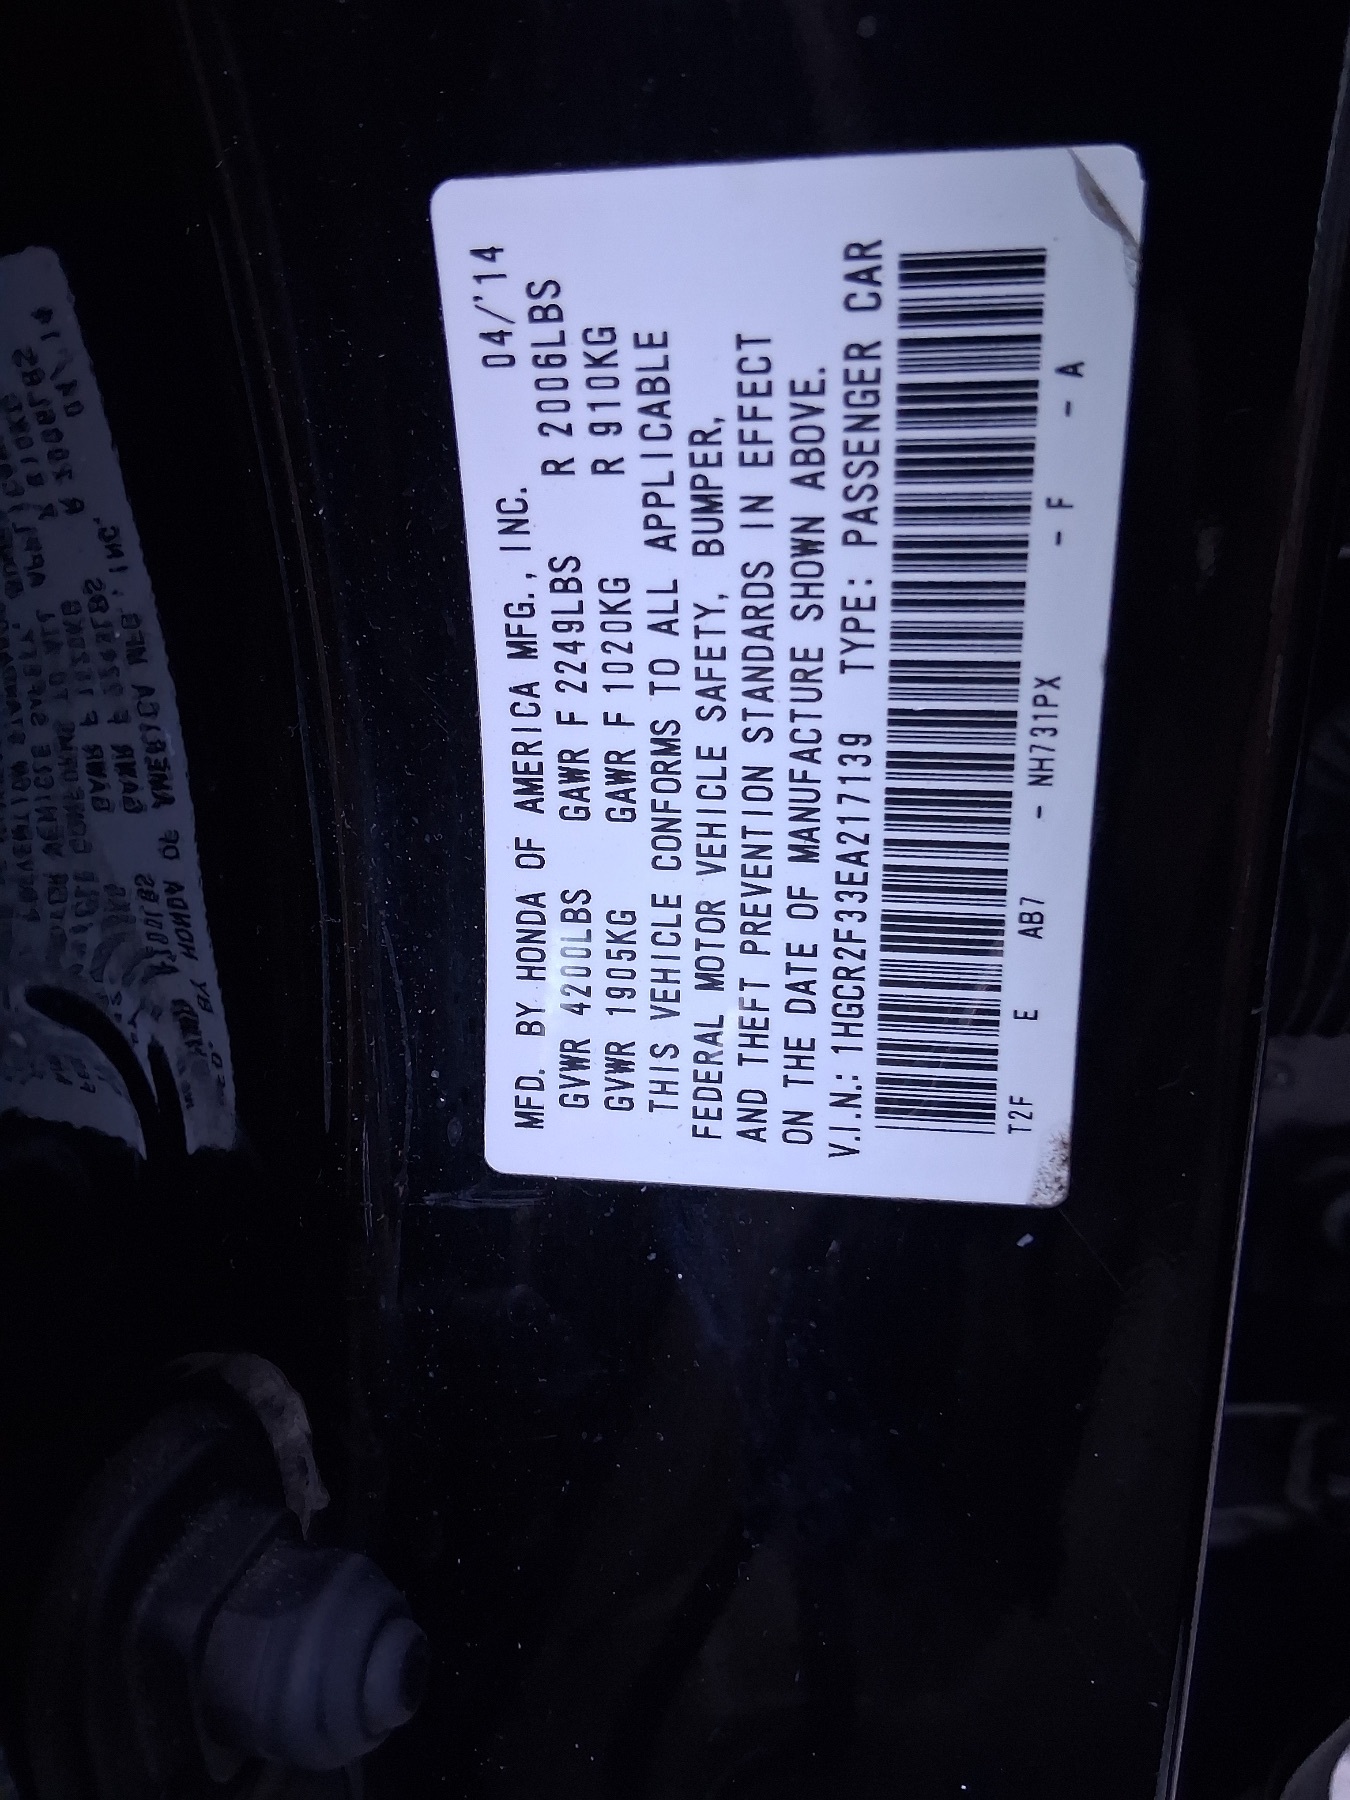 MFD. BY HONDA OF AMERICA MFG., INC. 04/'14
GVWR 4200LBS GAWR F 2249LBS R 2006LBS
GVWR 1905KG GAWR F 1020KG R 910KG
THIS VEHICLE CONFORMS TO ALL APPLICABLE
FEDERAL MOTOR VEHICLE SAFETY, BUMPER,
AND THEFT PREVENTION STANDARDS IN EFFECT
ON THE DATE OF MANUFACTURE SHOWN ABOVE.
V.I.N.: 1HGCR2F33EA217139 TYPE: PASSENGER CAR
T2F E AB7 - NH731PX - F - A